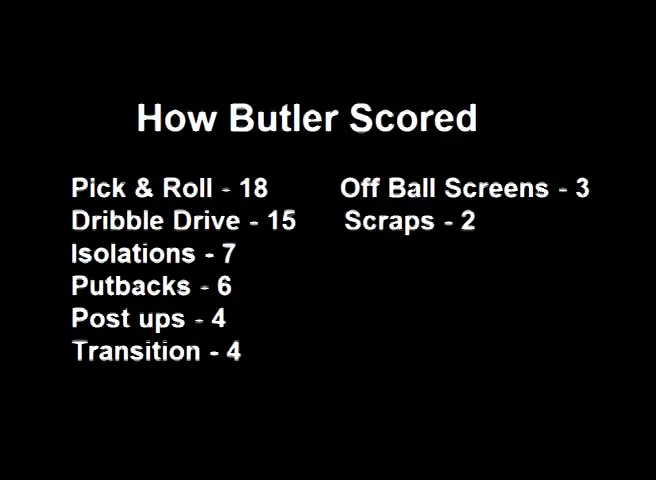 How Butler Scored
Pick & Roll - 18
Dribble Drive - 15
Isolations - 7
Putbacks - 6
Post ups - 4
Transition - 4
Off Ball Screens - 3
Scraps - 2